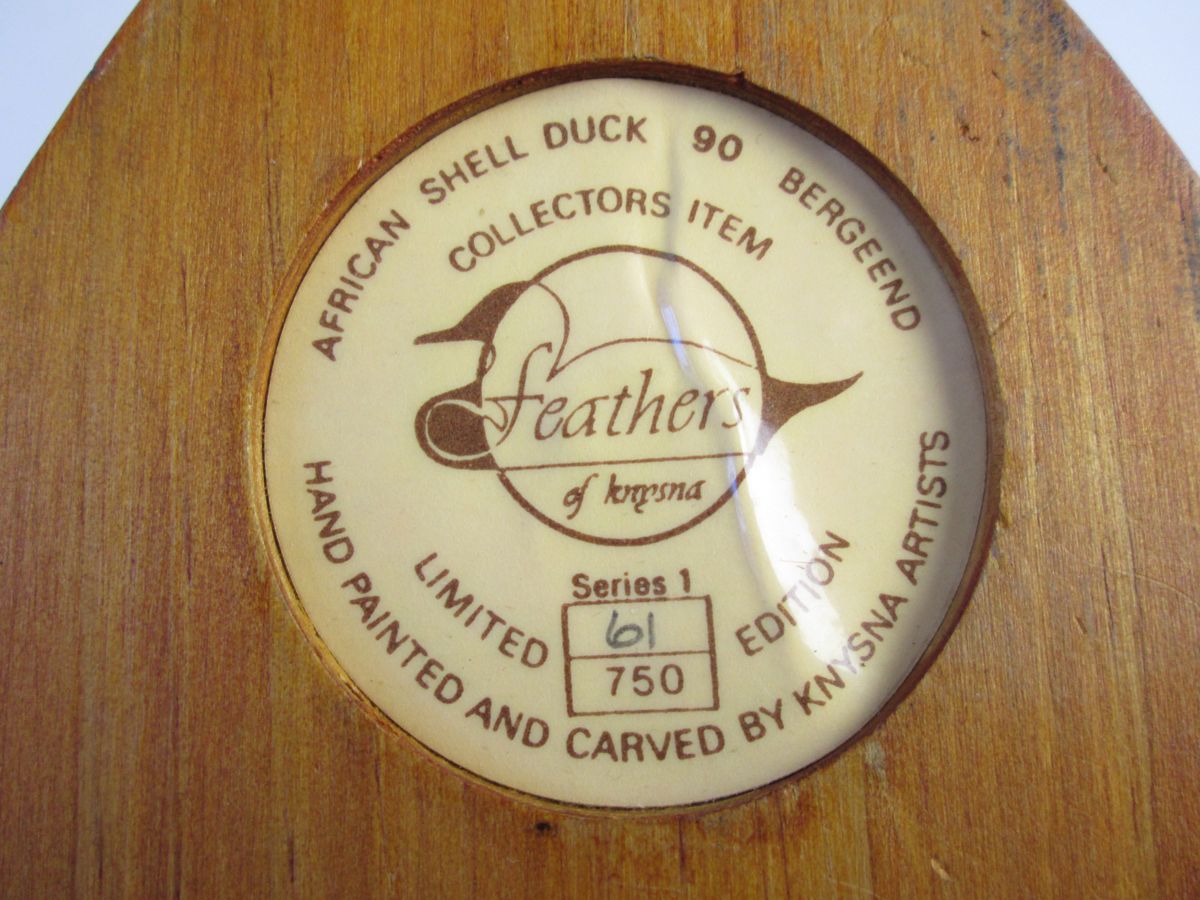 AFRICAN SHELL DUCK 90 BERGEEND
COLLECTORS ITEM
feathers
of knysna
Series 1
LIMITED EDITION
61
750
HAND PAINTED AND CARVED BY KNYSNA ARTISTS